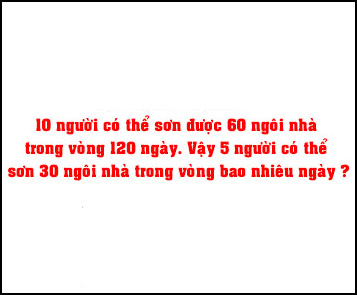 10 người có thể sơn được 60 ngôi nhà
trong vòng 120 ngày. Vậy 5 người có thể
sơn 30 ngôi nhà trong vòng bao nhiêu ngày ?